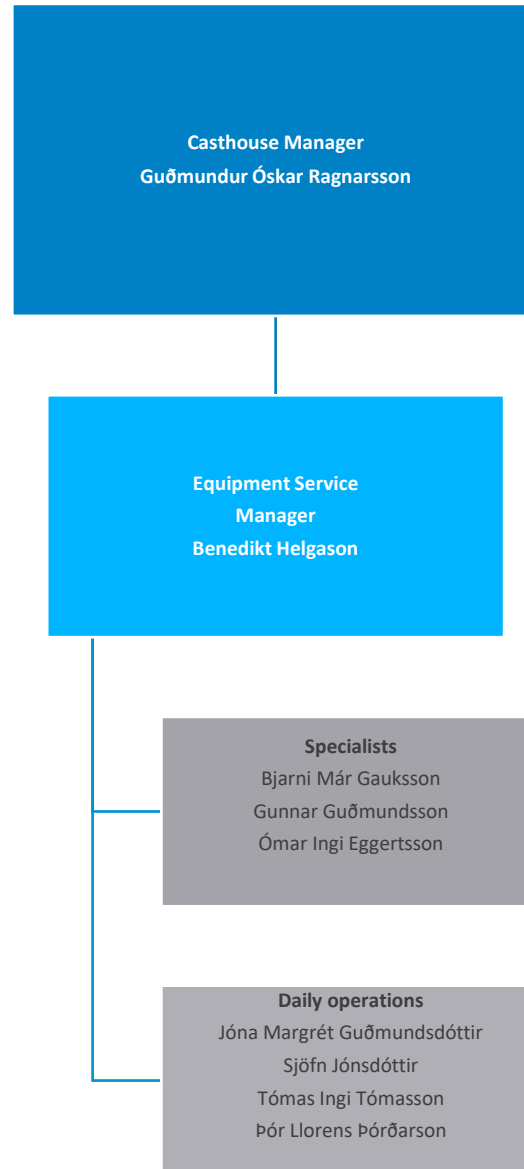 Casthouse Manager
Guðmundur Óskar Ragnarsson
Equipment Service
Manager
Benedikt Helgason
Specialists
Bjarni Már Gauksson
Gunnar Guðmundsson
Ómar Ingi Eggertsson
Daily operations
Jóna Margrét Guðmundsdóttir
Sjöfn Jónsdóttir
Tómas Ingi Tómasson
Þór Llorens Þórðarson